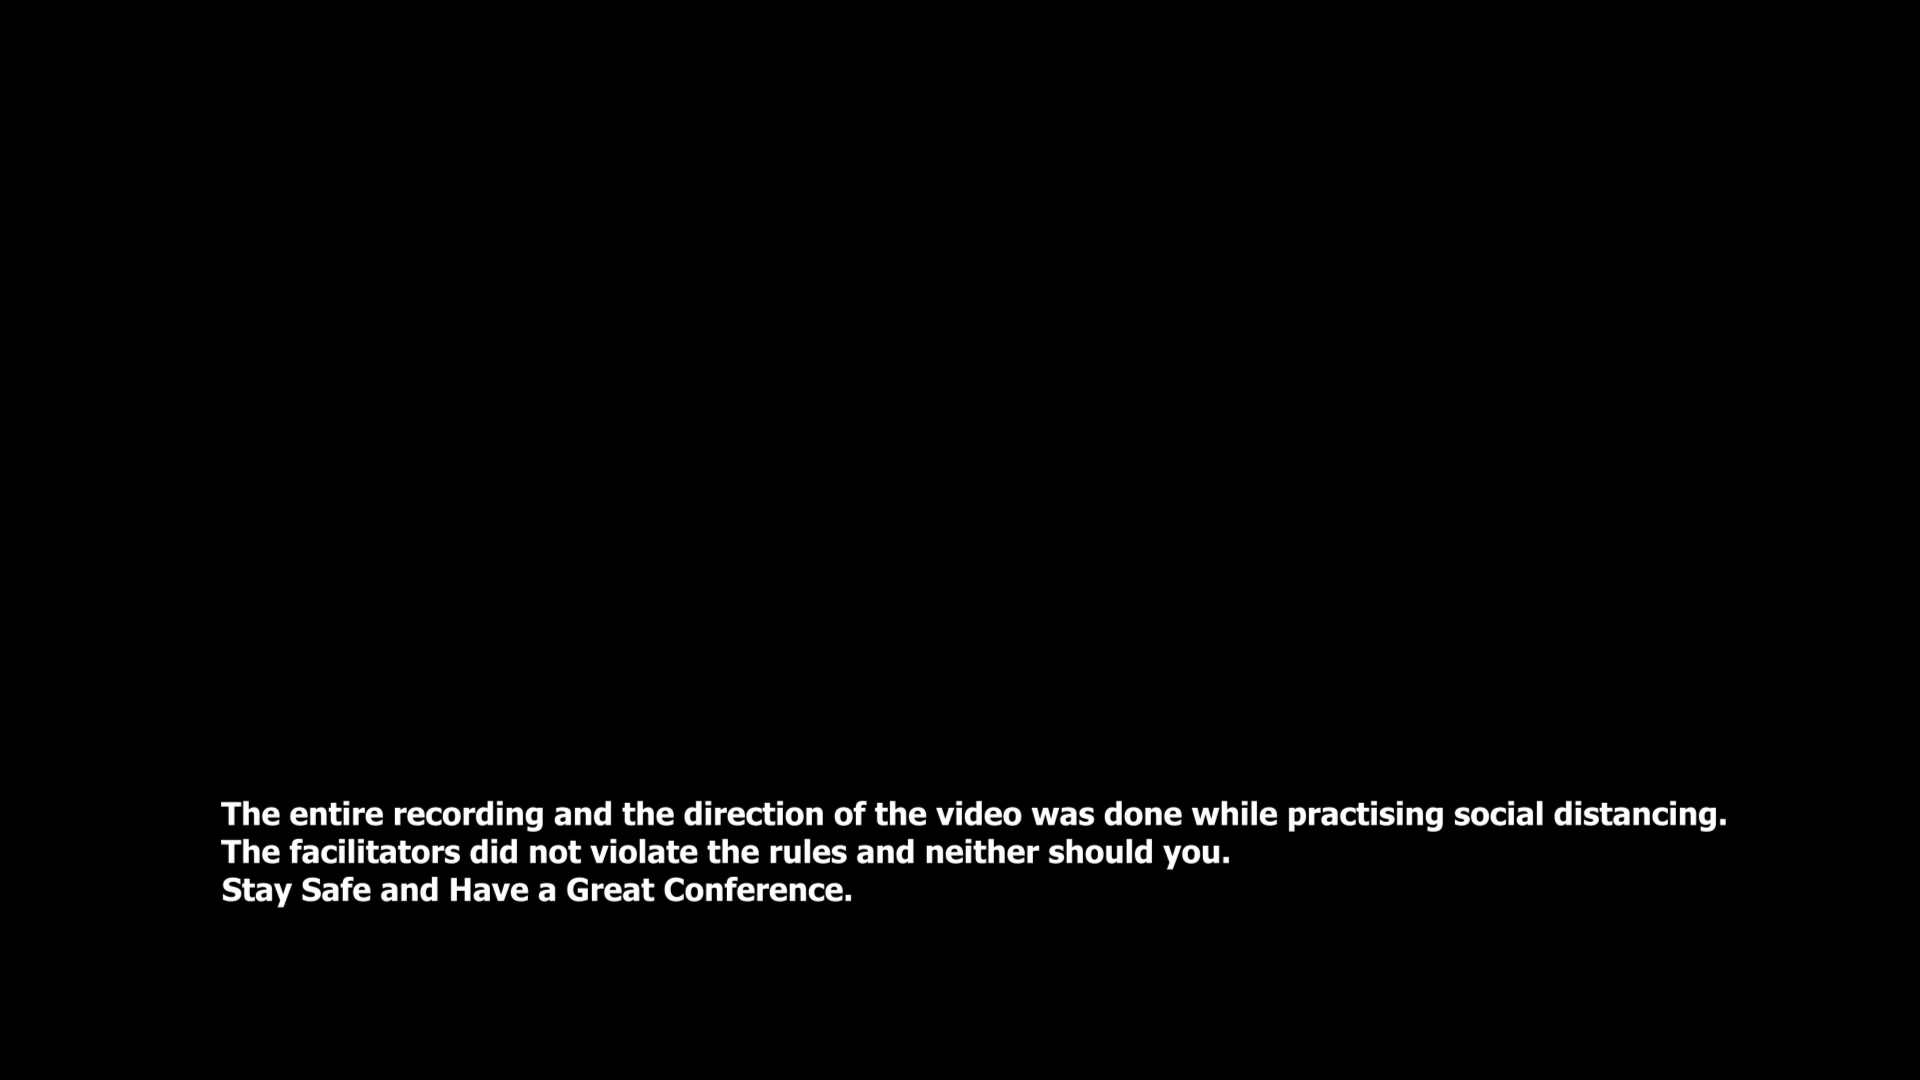 The entire recording and the direction of the video was done while practising social distancing.
The facilitators did not violate the rules and neither should you.
Stay Safe and Have a Great Conference.